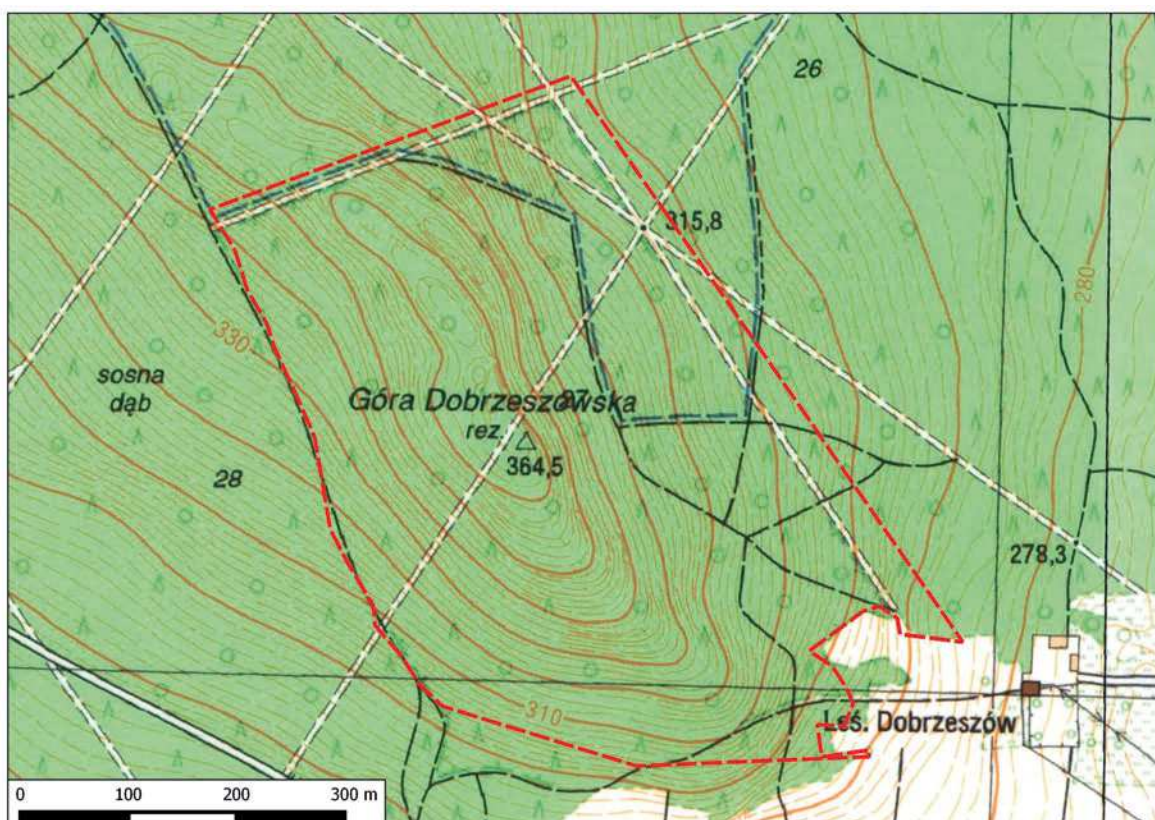 26
315,8
280
330
sosna
dąb
Góra Dobrzeszowska
27
rez.
364,5
28
278,3
310
Leś. Dobrzeszów
0 100 200 300 m